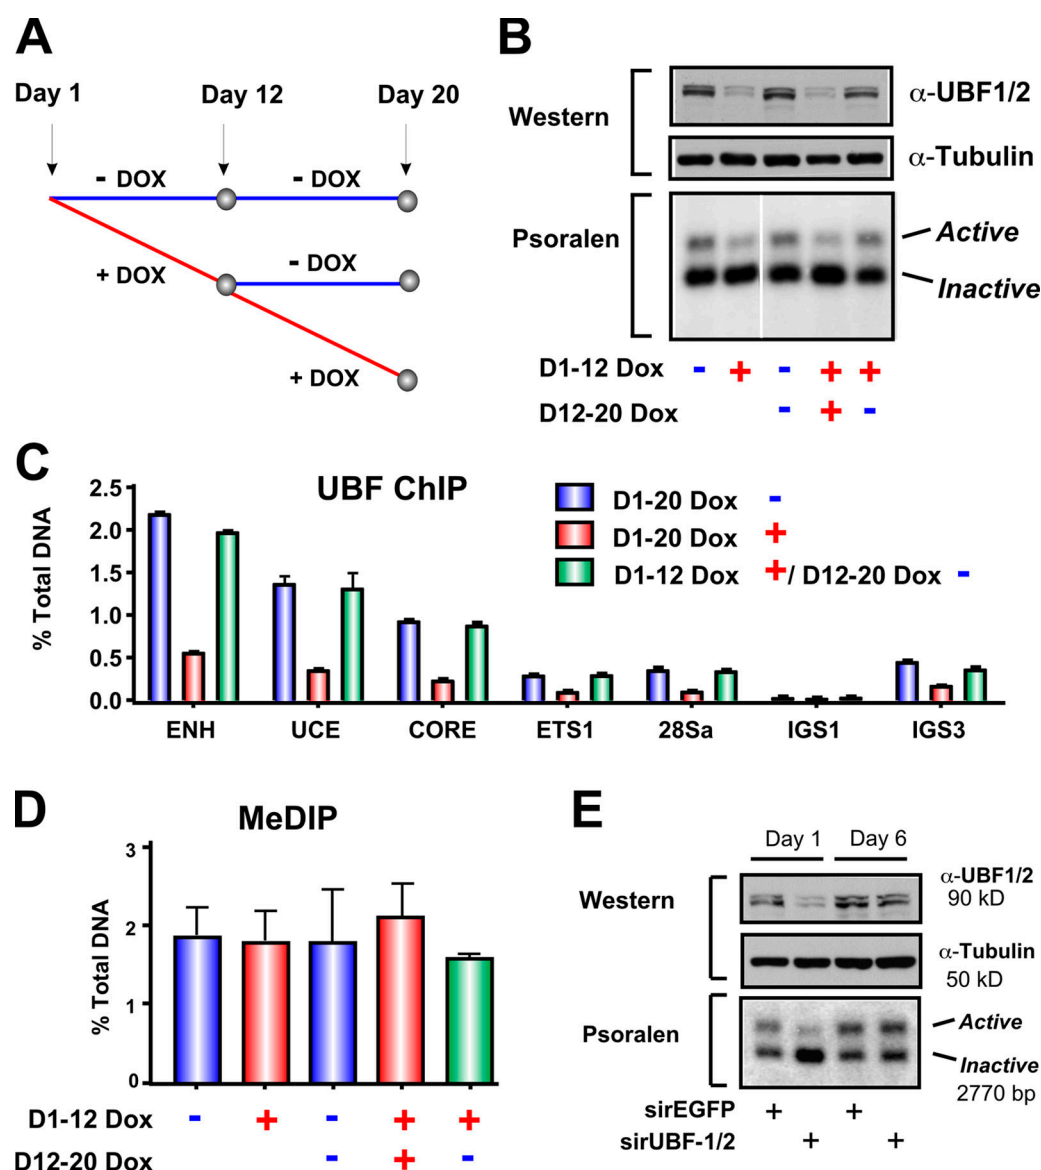 A
Day 1
Day 12
Day 20
- DOX
- DOX
+ DOX
- DOX
+ DOX
B
Western
α-UBF1/2
α-Tubulin
Psoralen
Active
Inactive
D1-12 Dox - + - + +
D12-20 Dox - + -
C
UBF ChIP
% Total DNA
2.5
2.0
1.5
1.0
0.5
0.0
ENH UCE CORE ETS1 28Sa IGS1 IGS3
D1-20 Dox -
D1-20 Dox +
D1-12 Dox +/ D12-20 Dox -
D
MeDIP
% Total DNA
3
2
1
0
D1-12 Dox - + - + +
D12-20 Dox - + -
E
Day 1 Day 6
Western
α-UBF1/2
90 kD
α-Tubulin
50 kD
Psoralen
Active
Inactive
2770 bp
sirEGFP + +
sirUBF-1/2 + +